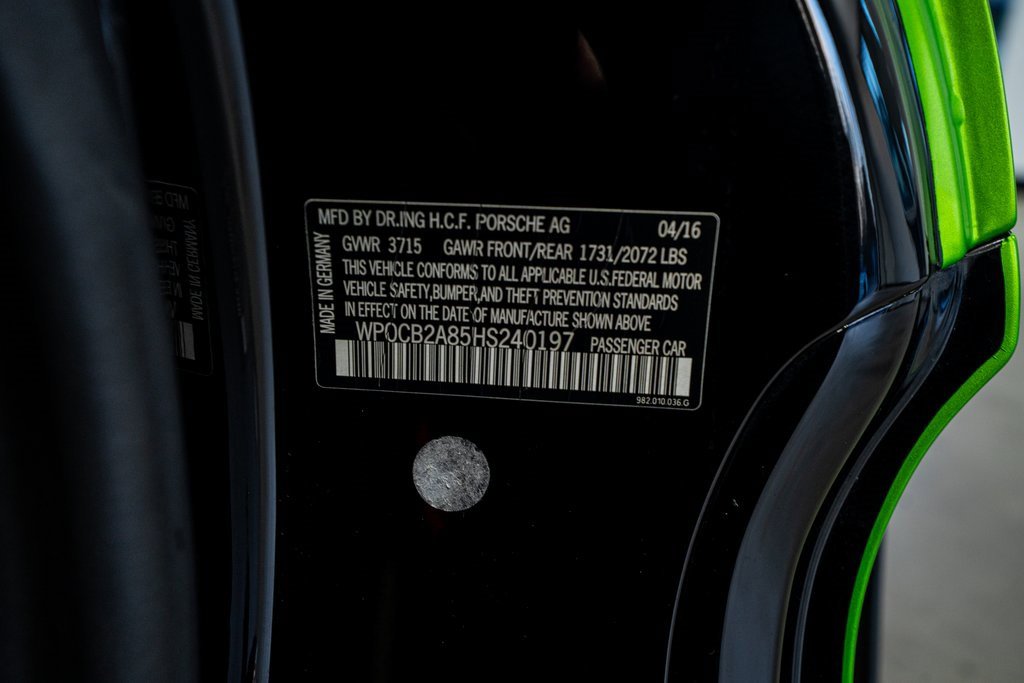 MFD BY DR.ING H.C.F. PORSCHE AG 04/16
GVWR 3715 GAWR FRONT/REAR 1731/2072 LBS
THIS VEHICLE CONFORMS TO ALL APPLICABLE U.S.FEDERAL MOTOR
VEHICLE SAFETY,BUMPER,AND THEFT PREVENTION STANDARDS
IN EFFECT ON THE DATE OF MANUFACTURE SHOWN ABOVE
WP0CB2A85HS240197 PASSENGER CAR
982.010.036.G
MADE IN GERMANY